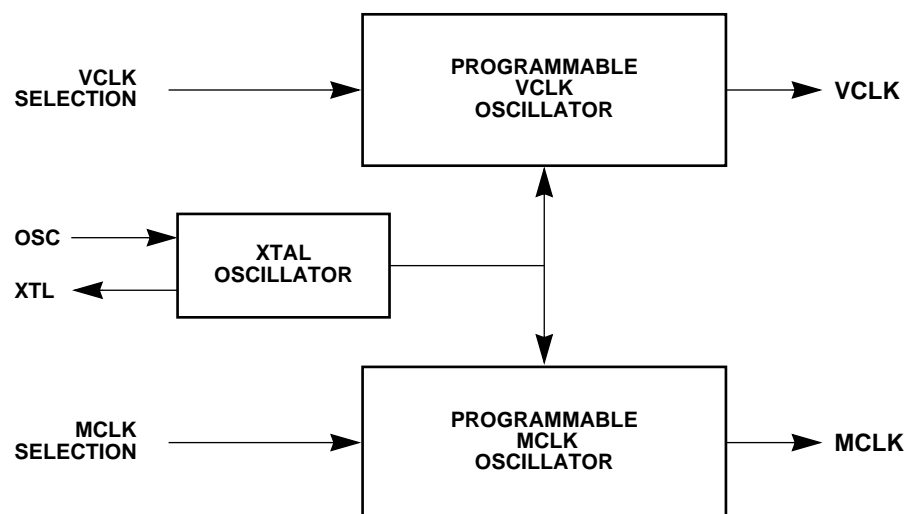 VCLK
SELECTION
PROGRAMMABLE
VCLK
OSCILLATOR
VCLK
OSC
XTL
XTAL
OSCILLATOR
MCLK
SELECTION
PROGRAMMABLE
MCLK
OSCILLATOR
MCLK